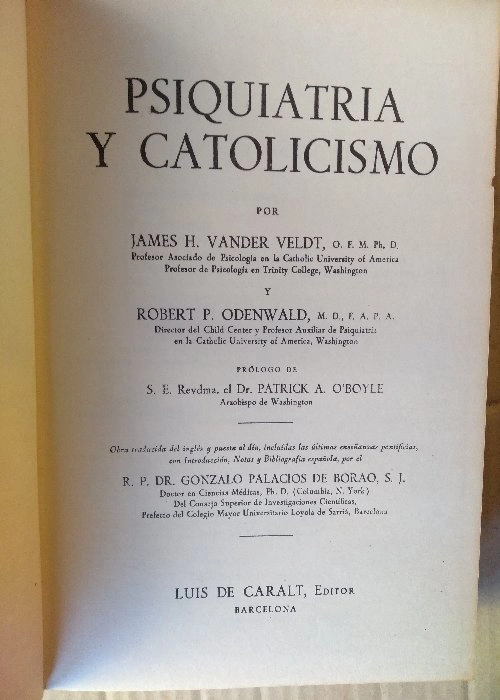 PSIQUIATRIA
Y CATOLICISMO
POR
JAMES H. VANDER VELDT, O. F. M. Ph. D.
Profesor Asociado de Psicología en la Catholic University of America
Profesor de Psicología en Trinity College, Washington
Y
ROBERT P. ODENWALD, M. D., F. A. P. A.
Director del Child Center y Profesor Auxiliar de Psiquiatría
en la Catholic University of America, Washington
PRÓLOGO DE
S. E. Revdma. el Dr. PATRICK A. O'BOYLE
Arzobispo de Washington
Obra traducida del inglés y puesta al día, incluídas las últimas enseñanzas pontificias,
con Introducción, Notas y Bibliografía española, por el
R. P. DR. GONZALO PALACIOS DE BORAO, S. J.
Doctor en Ciencias Médicas, Ph. D. (Columbia, N. York)
Del Consejo Superior de Investigaciones Científicas,
Prefecto del Colegio Mayor Universitario Loyola de Sarriá, Barcelona
LUIS DE CARALT, EDITOR
BARCELONA